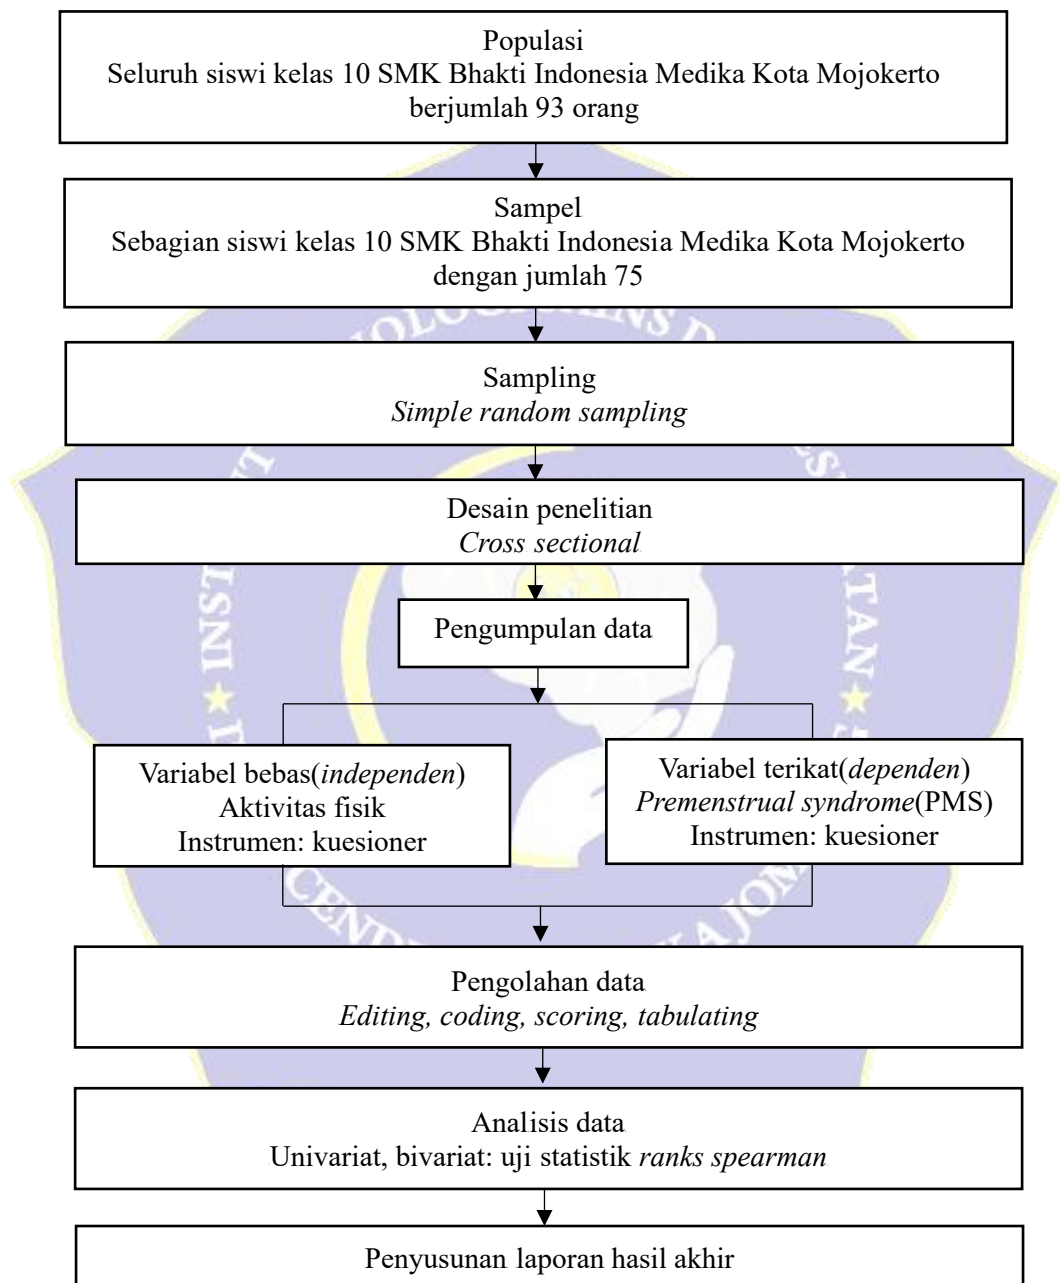 Populasi
Seluruh siswi kelas 10 SMK Bhakti Indonesia Medika Kota Mojokerto
berjumlah 93 orang
Sampel
Sebagian siswi kelas 10 SMK Bhakti Indonesia Medika Kota Mojokerto
dengan jumlah 75
Sampling
Simple random sampling
Desain penelitian
Cross sectional
Pengumpulan data
Variabel bebas(independen)
Aktivitas fisik
Instrumen: kuesioner
Variabel terikat(dependen)
Premenstrual syndrome(PMS)
Instrumen: kuesioner
Pengolahan data
Editing, coding, scoring, tabulating
Analisis data
Univariat, bivariat: uji statistik ranks spearman
Penyusunan laporan hasil akhir